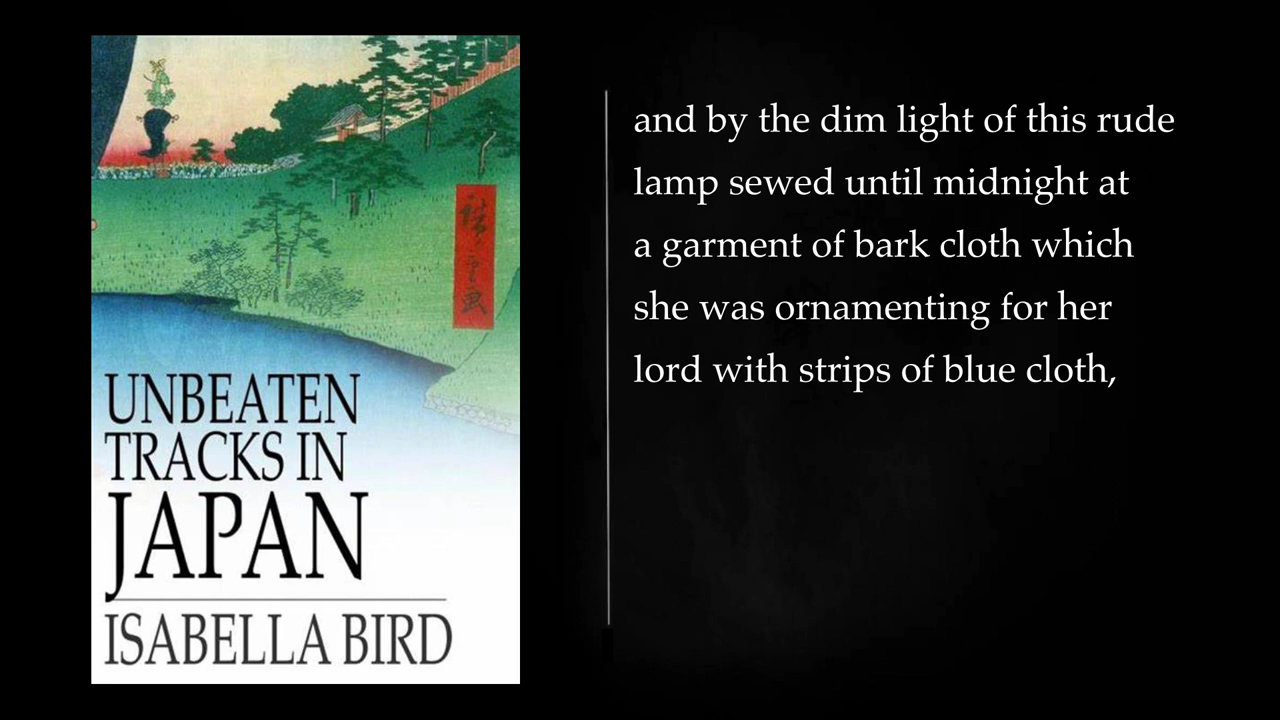 UNBEATEN
TRACKS IN
JAPAN
ISABELLA BIRD
and by the dim light of this rude
lamp sewed until midnight at
a garment of bark cloth which
she was ornamenting for her
lord with strips of blue cloth,